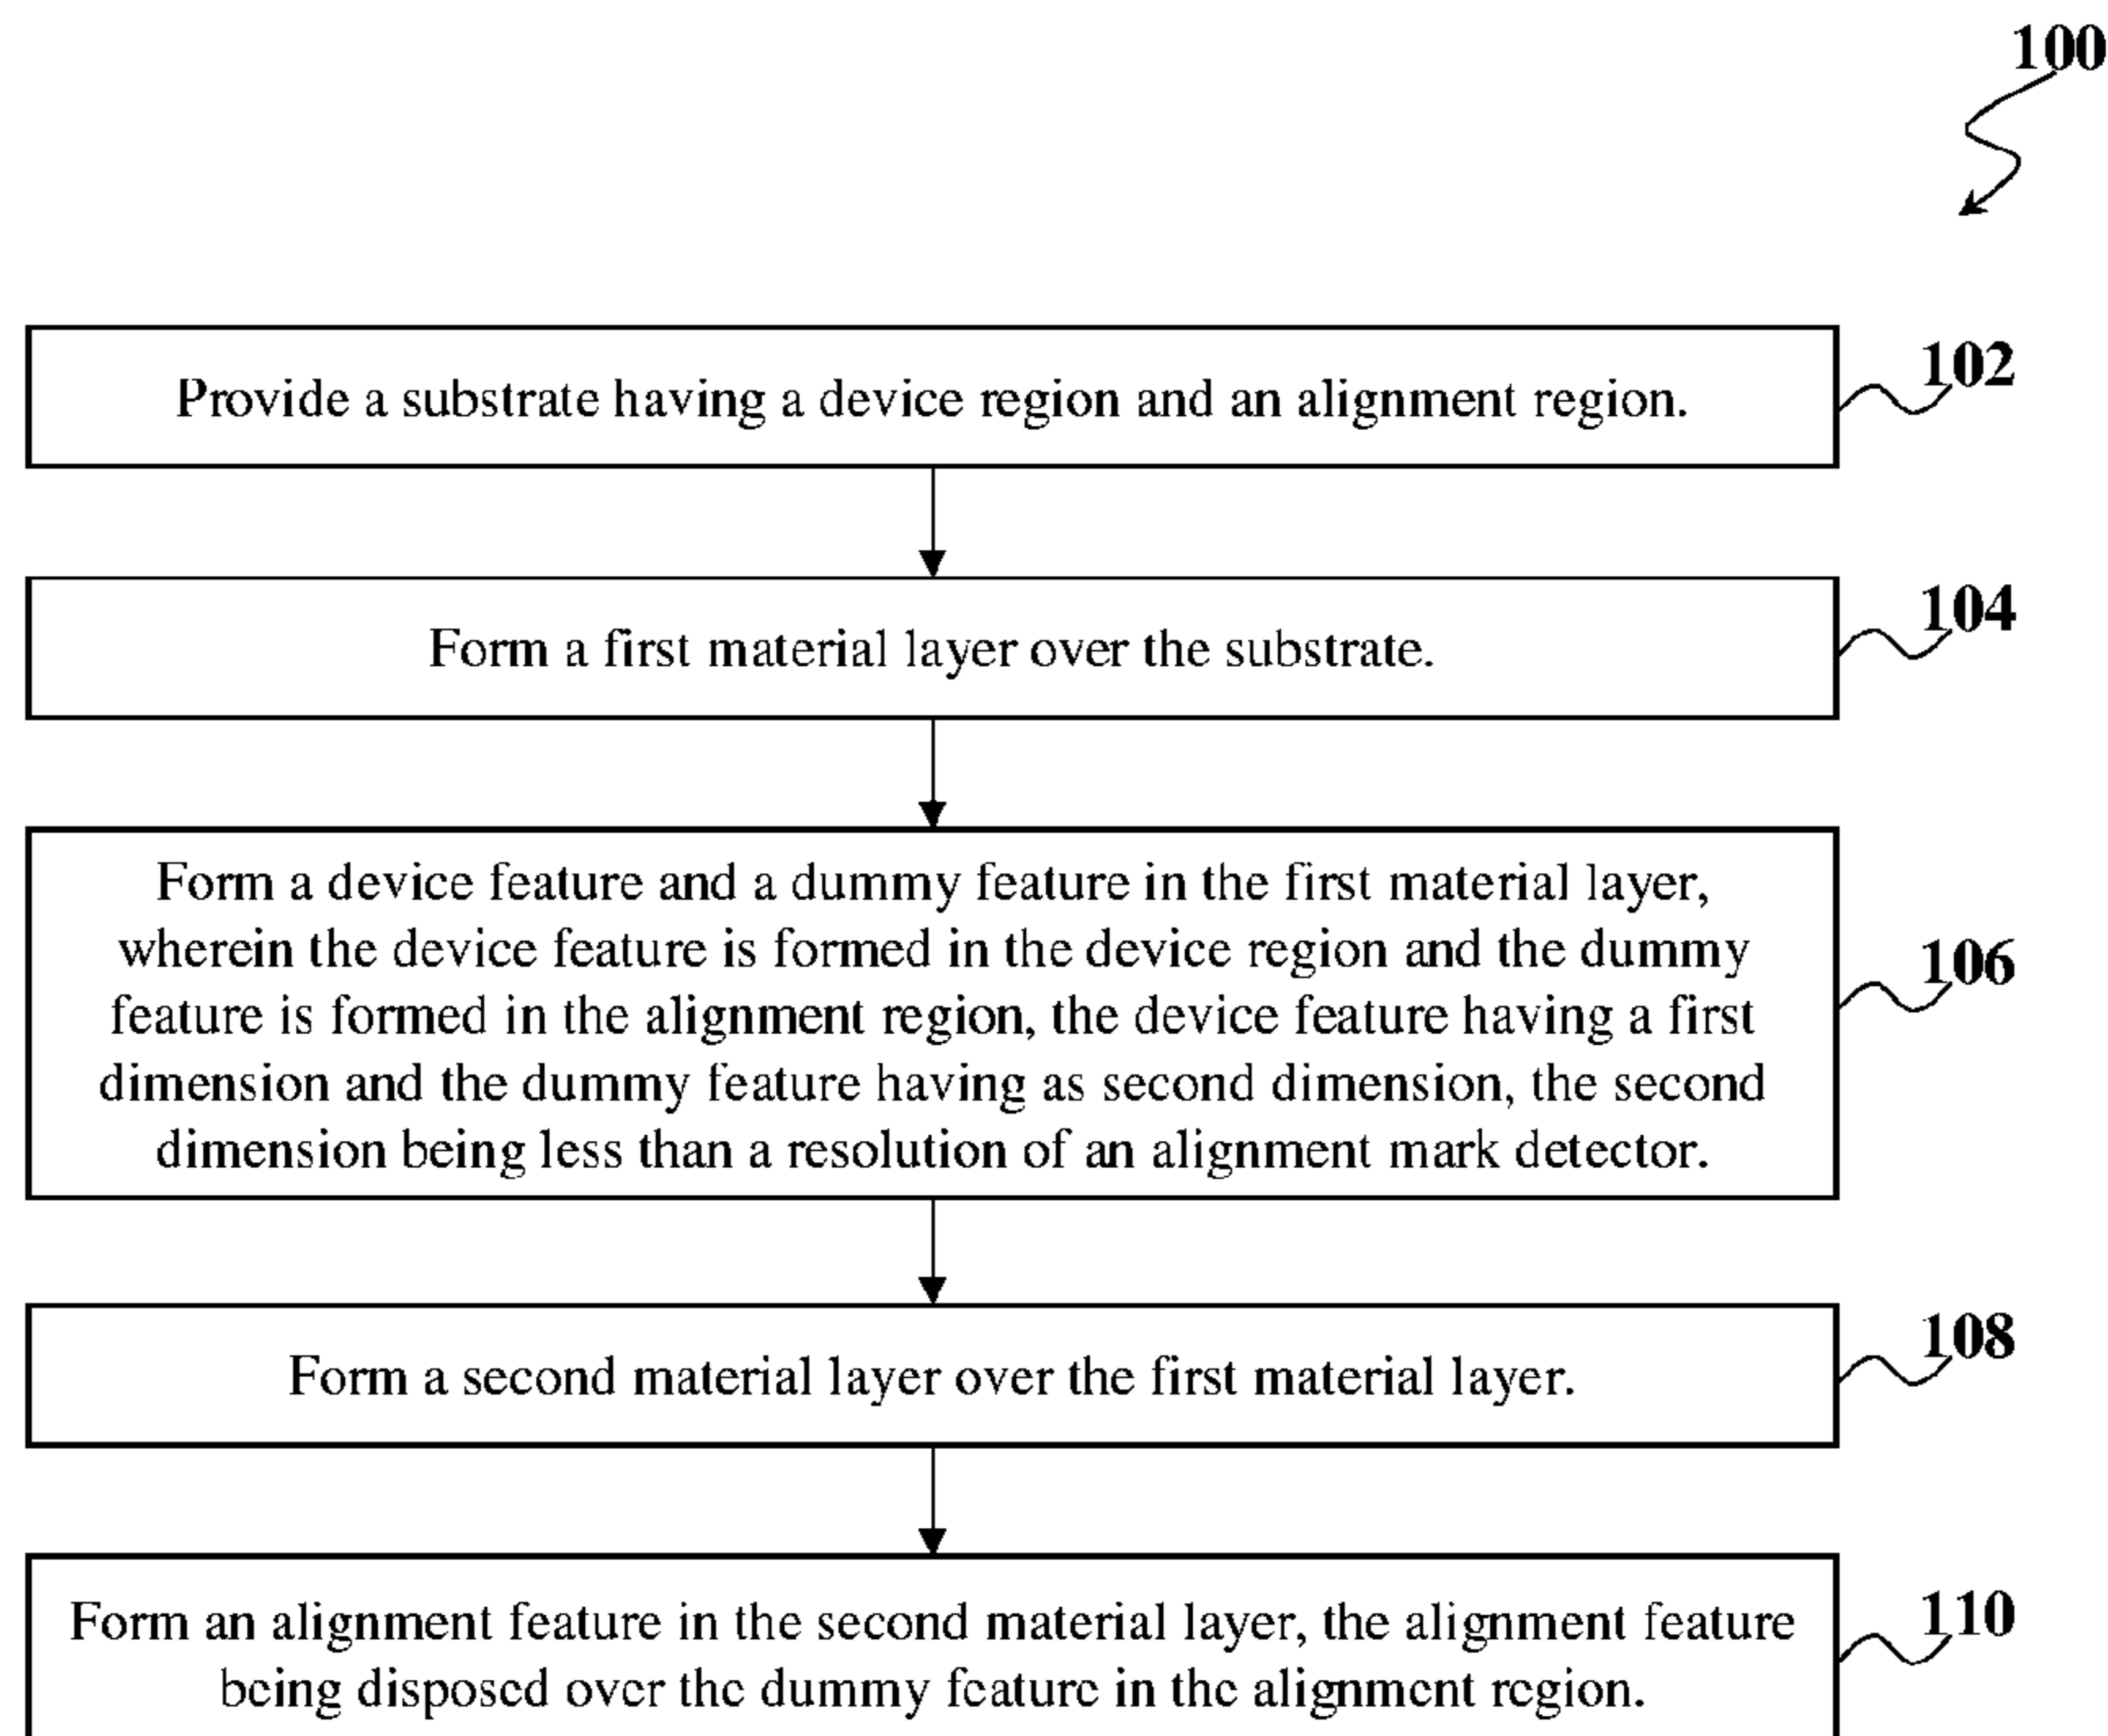 100
Provide a substrate having a device region and an alignment region.
102
Form a first material layer over the substrate.
104
Form a device feature and a dummy feature in the first material layer,
wherein the device feature is formed in the device region and the dummy
feature is formed in the alignment region, the device feature having a first
dimension and the dummy feature having as second dimension, the second
dimension being less than a resolution of an alignment mark detector.
106
Form a second material layer over the first material layer.
108
Form an alignment feature in the second material layer, the alignment feature
being disposed over the dummy feature in the alignment region.
110